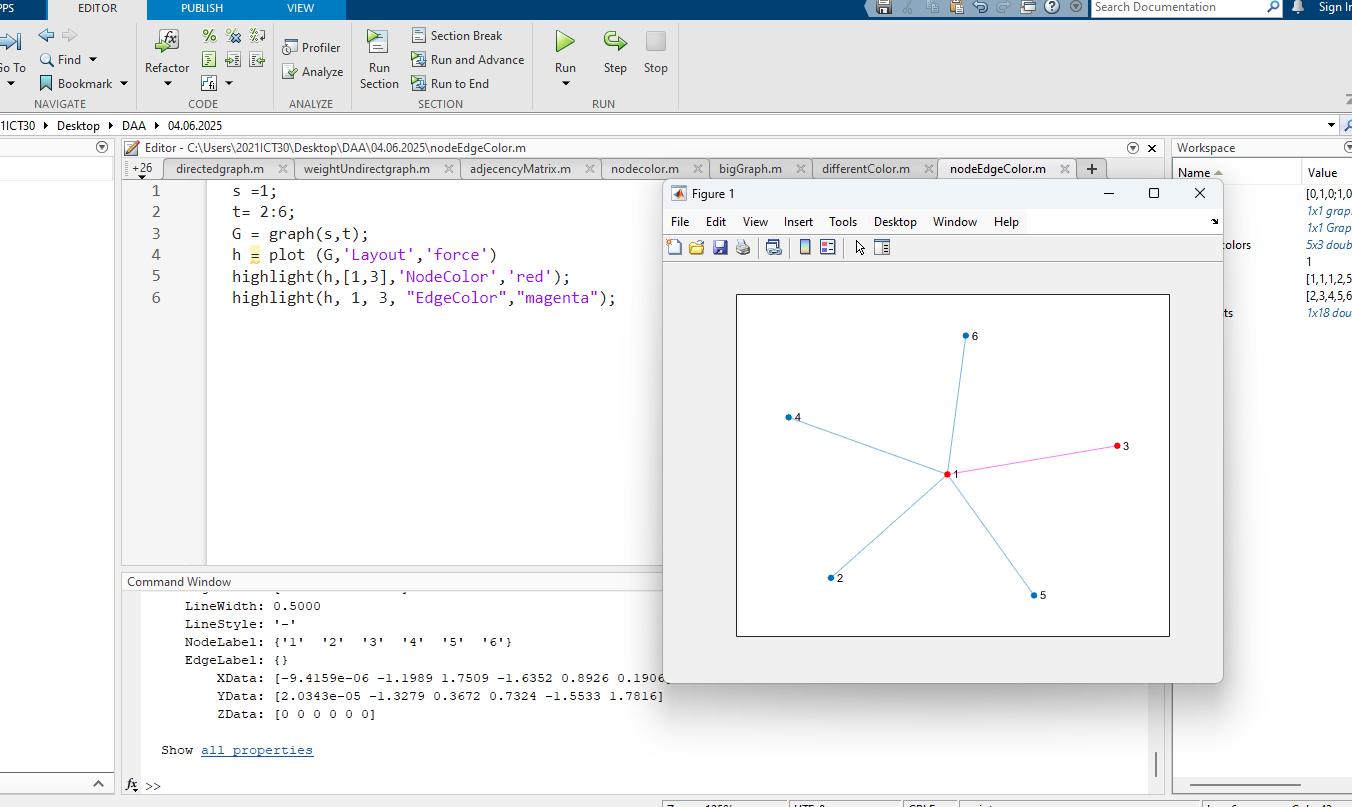 PPS EDITOR PUBLISH VIEW Search Documentation Sign In
Go To Find Bookmark
NAVIGATE
Refactor
CODE
Profiler
Analyze
ANALYZE
Run Section
Section Break
Run and Advance
Run to End
SECTION
Run Step Stop
RUN
1ICT30 Desktop DAA 04.06.2025
Editor - C:\Users\2021ICT30\Desktop\DAA\04.06.2025\nodeEdgeColor.m
+26 directedgraph.m weightUndirectgraph.m adjecencyMatrix.m nodecolor.m bigGraph.m differentColor.m nodeEdgeColor.m
1 s =1;
2 t= 2:6;
3 G = graph(s,t);
4 h = plot (G,'Layout','force')
5 highlight(h,[1,3],'NodeColor','red');
6 highlight(h, 1, 3, "EdgeColor","magenta");
Figure 1
File Edit View Insert Tools Desktop Window Help
6
4
3
1
2
5
Workspace
Name Value
[0,1,0;1,0
1x1 grap
1x1 Grap
colors 5x3 doub
1
[1,1,1,2,5
[2,3,4,5,6
ts 1x18 dou
Command Window
LineWidth: 0.5000
LineStyle: '-'
NodeLabel: {'1' '2' '3' '4' '5' '6'}
EdgeLabel: {}
XData: [-9.4159e-06 -1.1989 1.7509 -1.6352 0.8926 0.1906]
YData: [2.0343e-05 -1.3279 0.3672 0.7324 -1.5533 1.7816]
ZData: [0 0 0 0 0 0]
Show all properties
fx >>